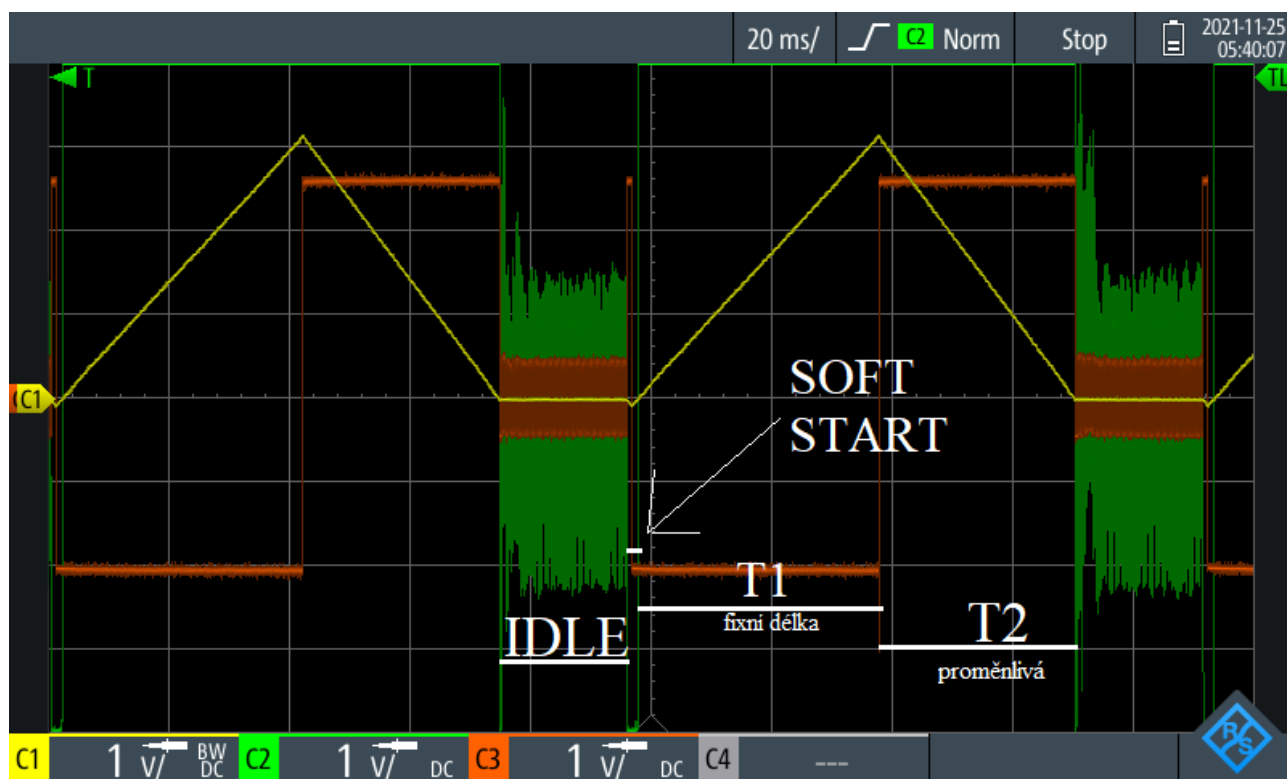 20 ms/ C2 Norm Stop 2021-11-25
05:40:07
T TL
C1
SOFT
START
T1
fixni délka
IDLE
T2
proměnlivá
C1 1 V/ BW
DC
C2 1 V/ DC C3 1 V/ DC C4 ---
R&S